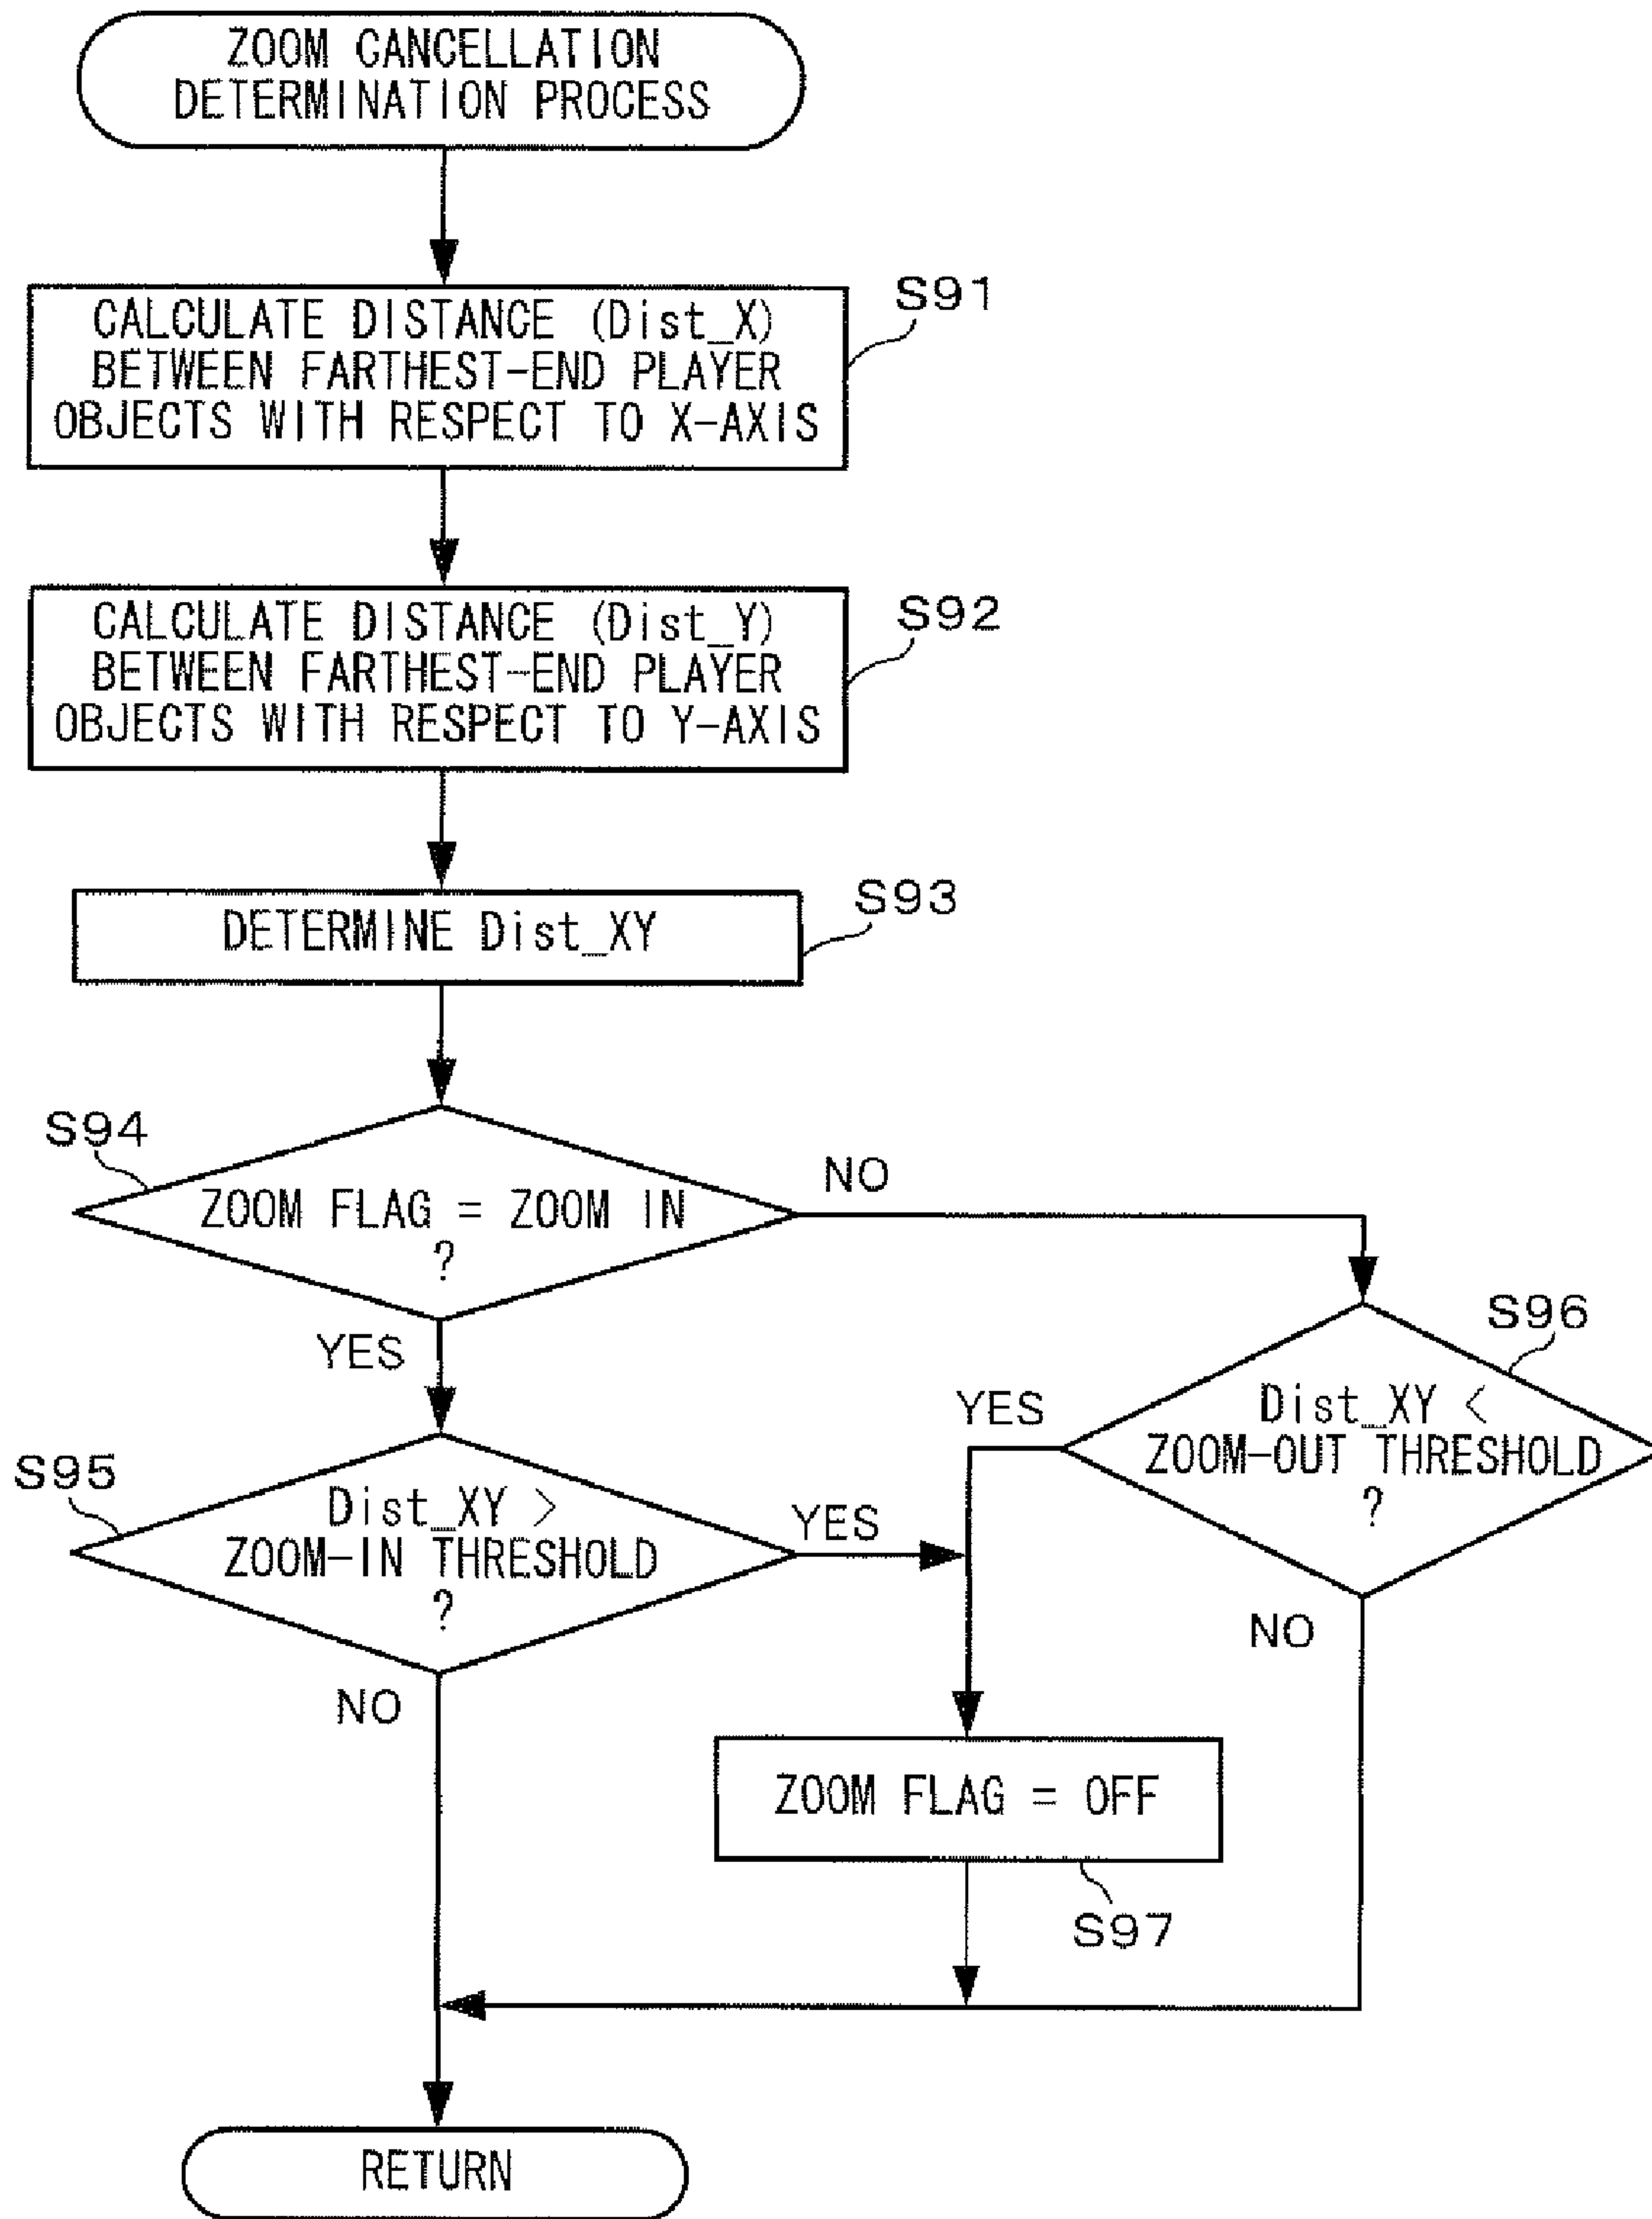 ZOOM CANCELLATION
DETERMINATION PROCESS
S91
CALCULATE DISTANCE (Dist_X)
BETWEEN FARTHEST-END PLAYER
OBJECTS WITH RESPECT TO X-AXIS
S92
CALCULATE DISTANCE (Dist_Y)
BETWEEN FARTHEST-END PLAYER
OBJECTS WITH RESPECT TO Y-AXIS
S93
DETERMINE Dist_XY
S94
ZOOM FLAG = ZOOM IN
?
NO
YES
S96
Dist_XY <
ZOOM-OUT THRESHOLD
?
YES
NO
S95
Dist_XY >
ZOOM-IN THRESHOLD
?
YES
NO
ZOOM FLAG = OFF
S97
RETURN